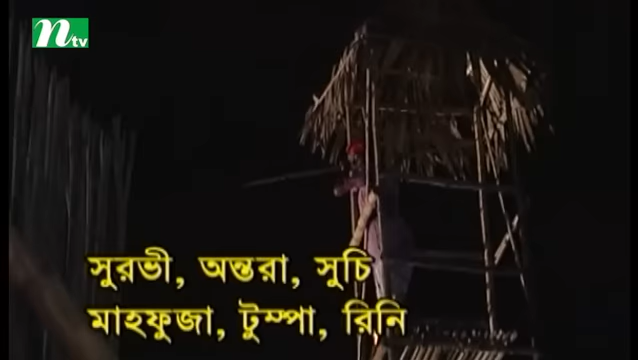 ntv
সুরভী, অন্তরা, সুচি
মাহফুজা, টুম্পা, রিনি